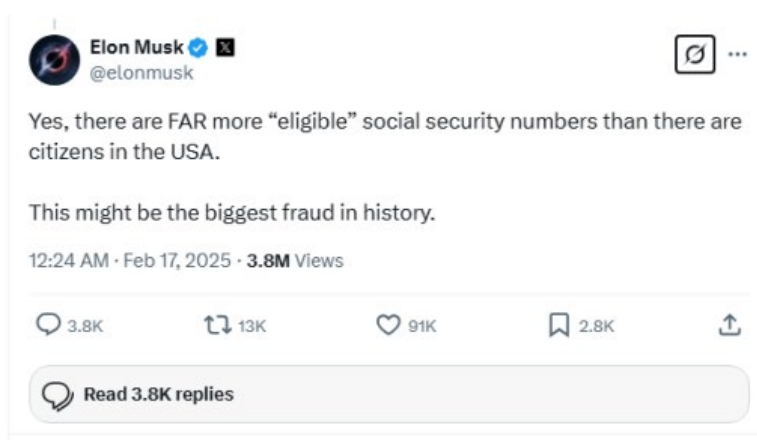 Elon Musk
@elonmusk
Yes, there are FAR more “eligible” social security numbers than there are
citizens in the USA.
This might be the biggest fraud in history.
12:24 AM · Feb 17, 2025 · 3.8M Views
3.8K 13K 91K 2.8K
Read 3.8K replies